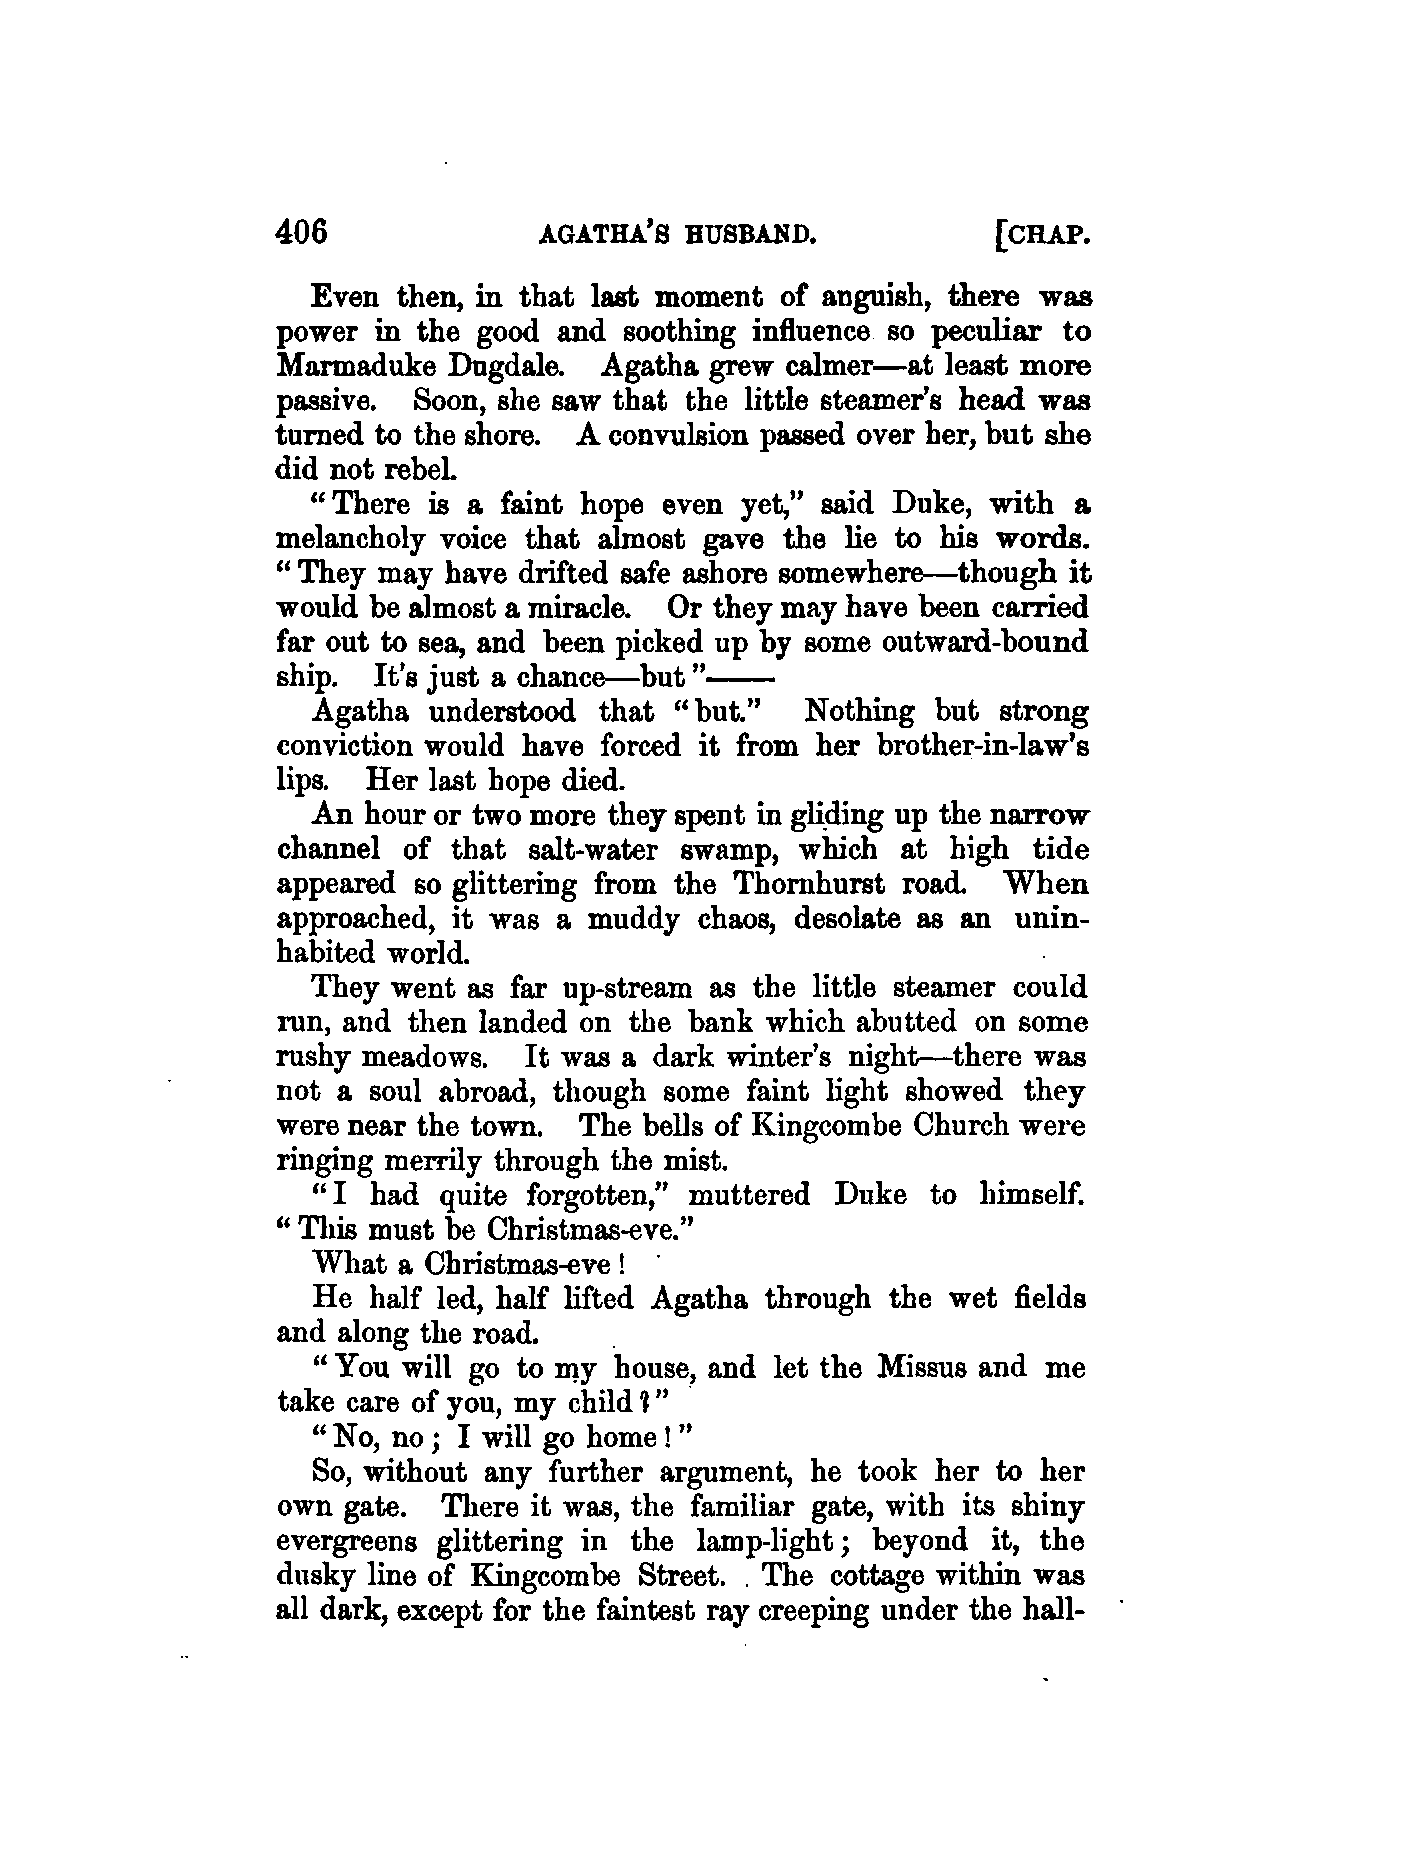 406 AGATHA'S HUSBAND. [CHAP.
Even then, in that last moment of anguish, there was
power in the good and soothing influence so peculiar to
Marmaduke Dugdale. Agatha grew calmer—at least more
passive. Soon, she saw that the little steamer's head was
turned to the shore. A convulsion passed over her, but she
did not rebel.
"There is a faint hope even yet," said Duke, with a
melancholy voice that almost gave the lie to his words.
"They may have drifted safe ashore somewhere—though it
would be almost a miracle. Or they may have been carried
far out to sea, and been picked up by some outward-bound
ship. It's just a chance—but"——
Agatha understood that "but." Nothing but strong
conviction would have forced it from her brother-in-law's
lips. Her last hope died.
An hour or two more they spent in gliding up the narrow
channel of that salt-water swamp, which at high tide
appeared so glittering from the Thornhurst road. When
approached, it was a muddy chaos, desolate as an unin-
habited world.
They went as far up-stream as the little steamer could
run, and then landed on the bank which abutted on some
rushy meadows. It was a dark winter's night—there was
not a soul abroad, though some faint light showed they
were near the town. The bells of Kingcombe Church were
ringing merrily through the mist.
"I had quite forgotten," muttered Duke to himself.
"This must be Christmas-eve."
What a Christmas-eve!
He half led, half lifted Agatha through the wet fields
and along the road.
"You will go to my house, and let the Missus and me
take care of you, my child?"
"No, no; I will go home!"
So, without any further argument, he took her to her
own gate. There it was, the familiar gate, with its shiny
evergreens glittering in the lamp-light; beyond it, the
dusky line of Kingcombe Street. The cottage within was
all dark, except for the faintest ray creeping under the hall-